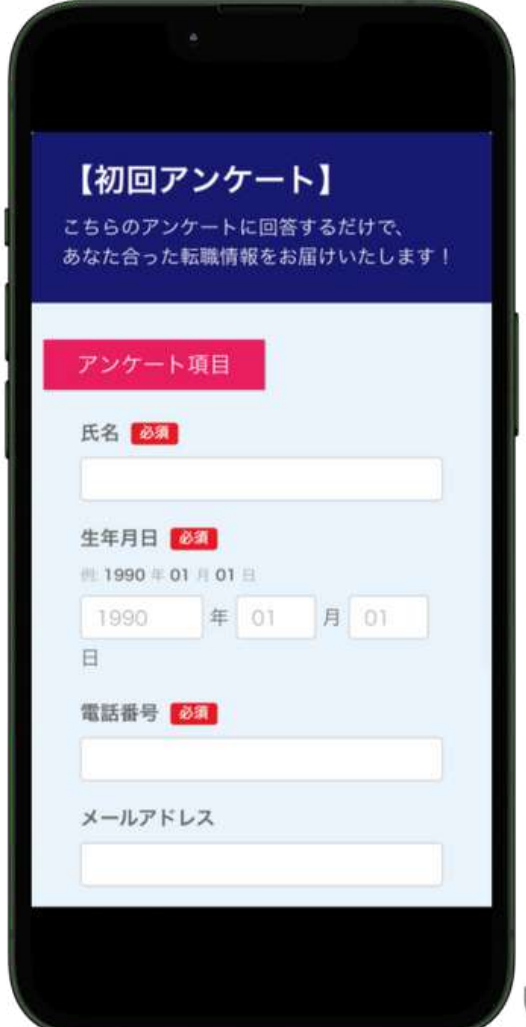 【初回アンケート】
こちらのアンケートに回答するだけで、
あなた合った転職情報をお届けいたします！
アンケート項目
氏名 必須
生年月日 必須
例: 1990 年 01 月 01 日
1990 年 01 月 01
日
電話番号 必須
メールアドレス